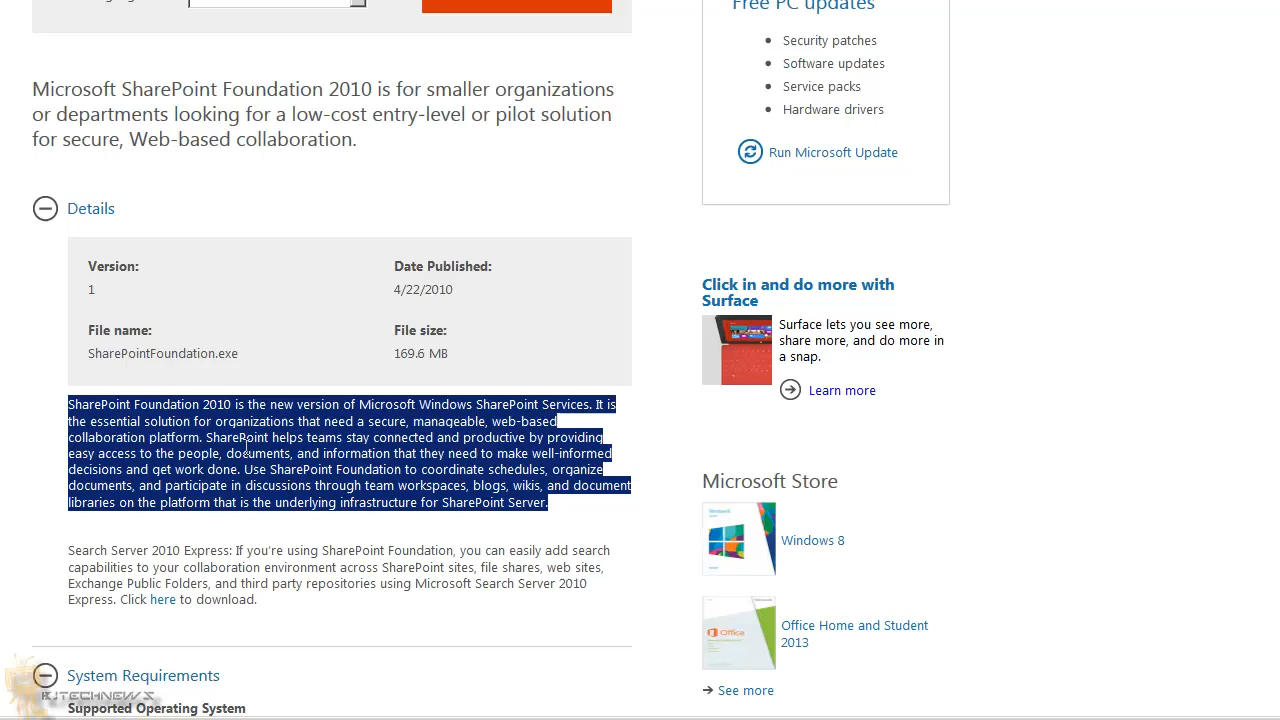 Free PC updates
Security patches
Software updates
Service packs
Hardware drivers
Run Microsoft Update
Microsoft SharePoint Foundation 2010 is for smaller organizations
or departments looking for a low-cost entry-level or pilot solution
for secure, Web-based collaboration.
Details
Version:
1
Date Published:
4/22/2010
File name:
SharePointFoundation.exe
File size:
169.6 MB
SharePoint Foundation 2010 is the new version of Microsoft Windows SharePoint Services. It is
the essential solution for organizations that need a secure, manageable, web-based
collaboration platform. SharePoint helps teams stay connected and productive by providing
easy access to the people, documents, and information that they need to make well-informed
decisions and get work done. Use SharePoint Foundation to coordinate schedules, organize
documents, and participate in discussions through team workspaces, blogs, wikis, and document
libraries on the platform that is the underlying infrastructure for SharePoint Server.
Search Server 2010 Express: If you're using SharePoint Foundation, you can easily add search
capabilities to your collaboration environment across SharePoint sites, file shares, web sites,
Exchange Public Folders, and third party repositories using Microsoft Search Server 2010
Express. Click here to download.
System Requirements
Supported Operating System
Click in and do more with
Surface
Surface lets you see more,
share more, and do more in
a snap.
Learn more
Microsoft Store
Windows 8
Office
Office Home and Student
2013
See more